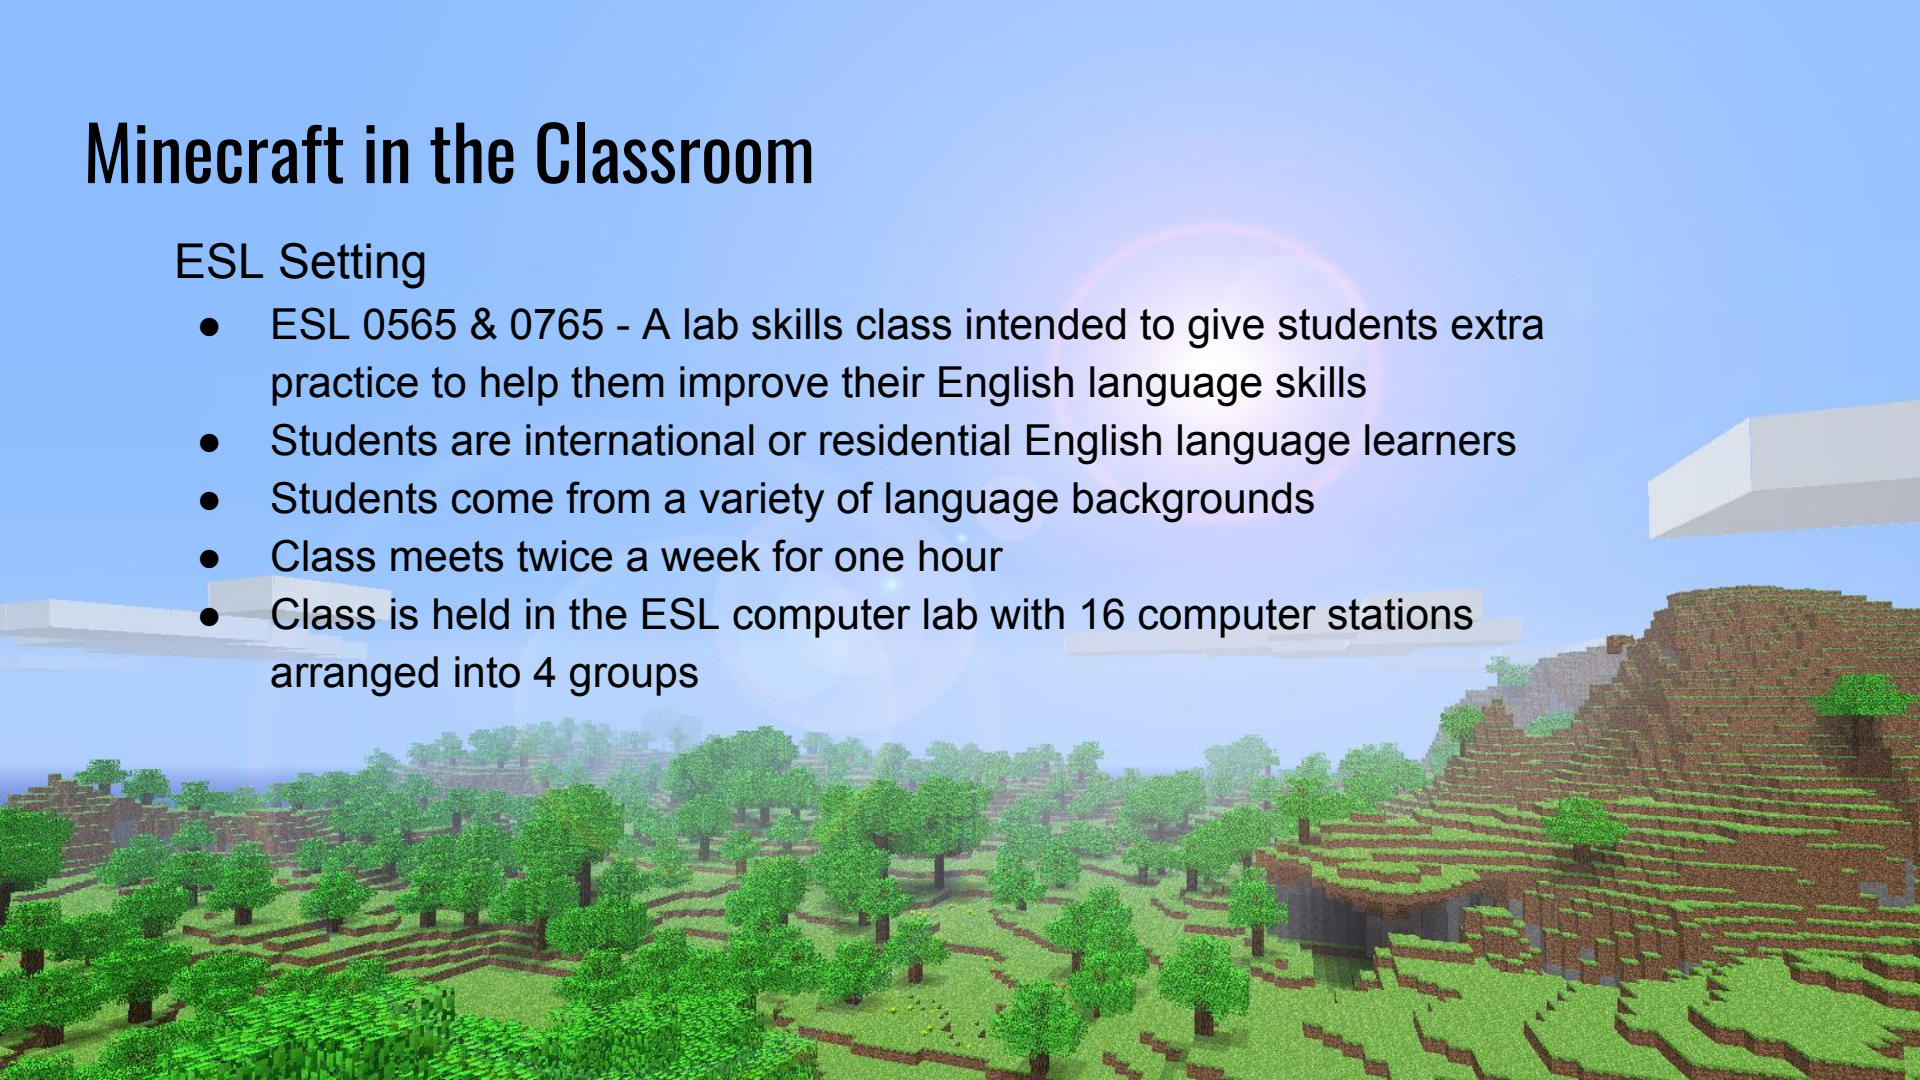 Minecraft in the Classroom
ESL Setting
● ESL 0565 & 0765 - A lab skills class intended to give students extra
practice to help them improve their English language skills
● Students are international or residential English language learners
● Students come from a variety of language backgrounds
● Class meets twice a week for one hour
● Class is held in the ESL computer lab with 16 computer stations
arranged into 4 groups